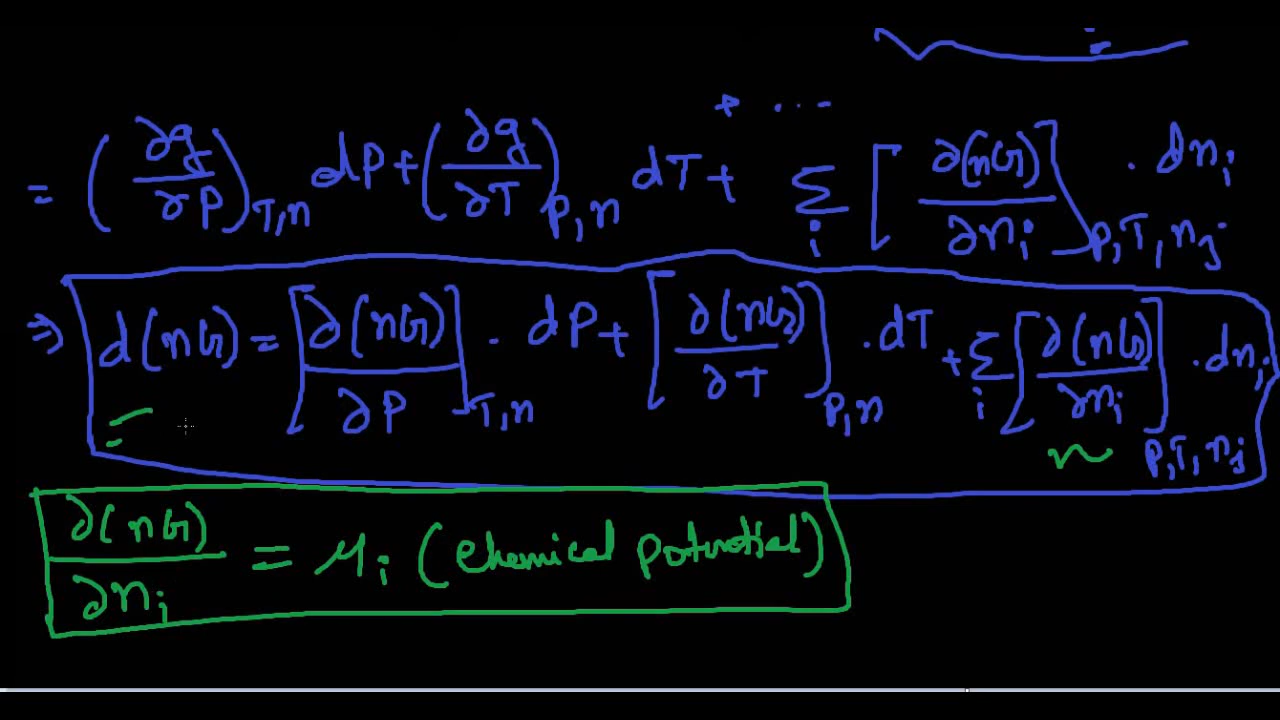 + ...
= (∂g/∂P)_{T,n} dP + (∂g/∂T)_{P,n} dT + Σ_i [∂(nG)/∂n_i]_{P,T,n_j} . dn_i
⇒ d(nG) = [∂(nG)/∂P]_{T,n} . dP + [∂(nG)/∂T]_{P,n} . dT + Σ_i [∂(nG)/∂n_i]_{P,T,n_j} . dn_i
∂(nG)/∂n_i = μ_i (Chemical potential)